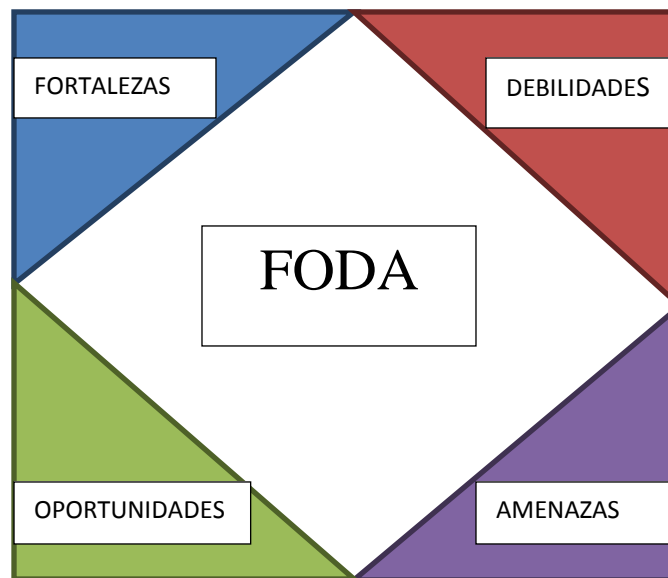 FORTALEZAS
DEBILIDADES
FODA
OPORTUNIDADES
AMENAZAS